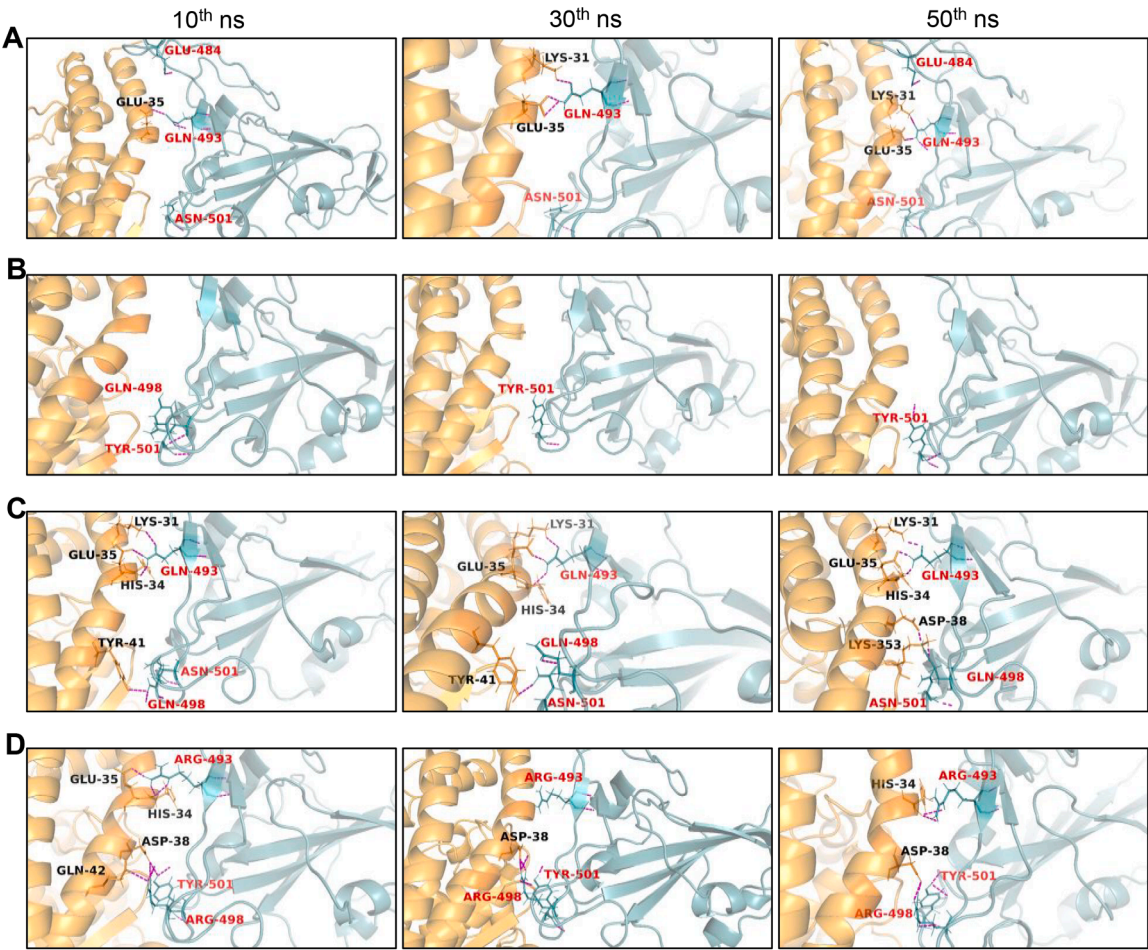 10th ns
30th ns
50th ns
A
GLU-484
GLU-35
GLN-493
ASN-501
LYS-31
GLN-493
GLU-35
ASN-501
GLU-484
LYS-31
GLN-493
GLU-35
ASN-501
B
GLN-498
TYR-501
TYR-501
TYR-501
C
LYS-31
GLU-35
GLN-493
HIS-34
TYR-41
ASN-501
GLN-498
LYS-31
GLU-35
GLN-493
HIS-34
GLN-498
TYR-41
ASN-501
LYS-31
GLU-35
GLN-493
HIS-34
ASP-38
LYS-353
GLN-498
ASN-501
D
ARG-493
GLU-35
HIS-34
ASP-38
GLN-42
TYR-501
ARG-498
ARG-493
ASP-38
TYR-501
ARG-498
ARG-493
HIS-34
ASP-38
TYR-501
ARG-498